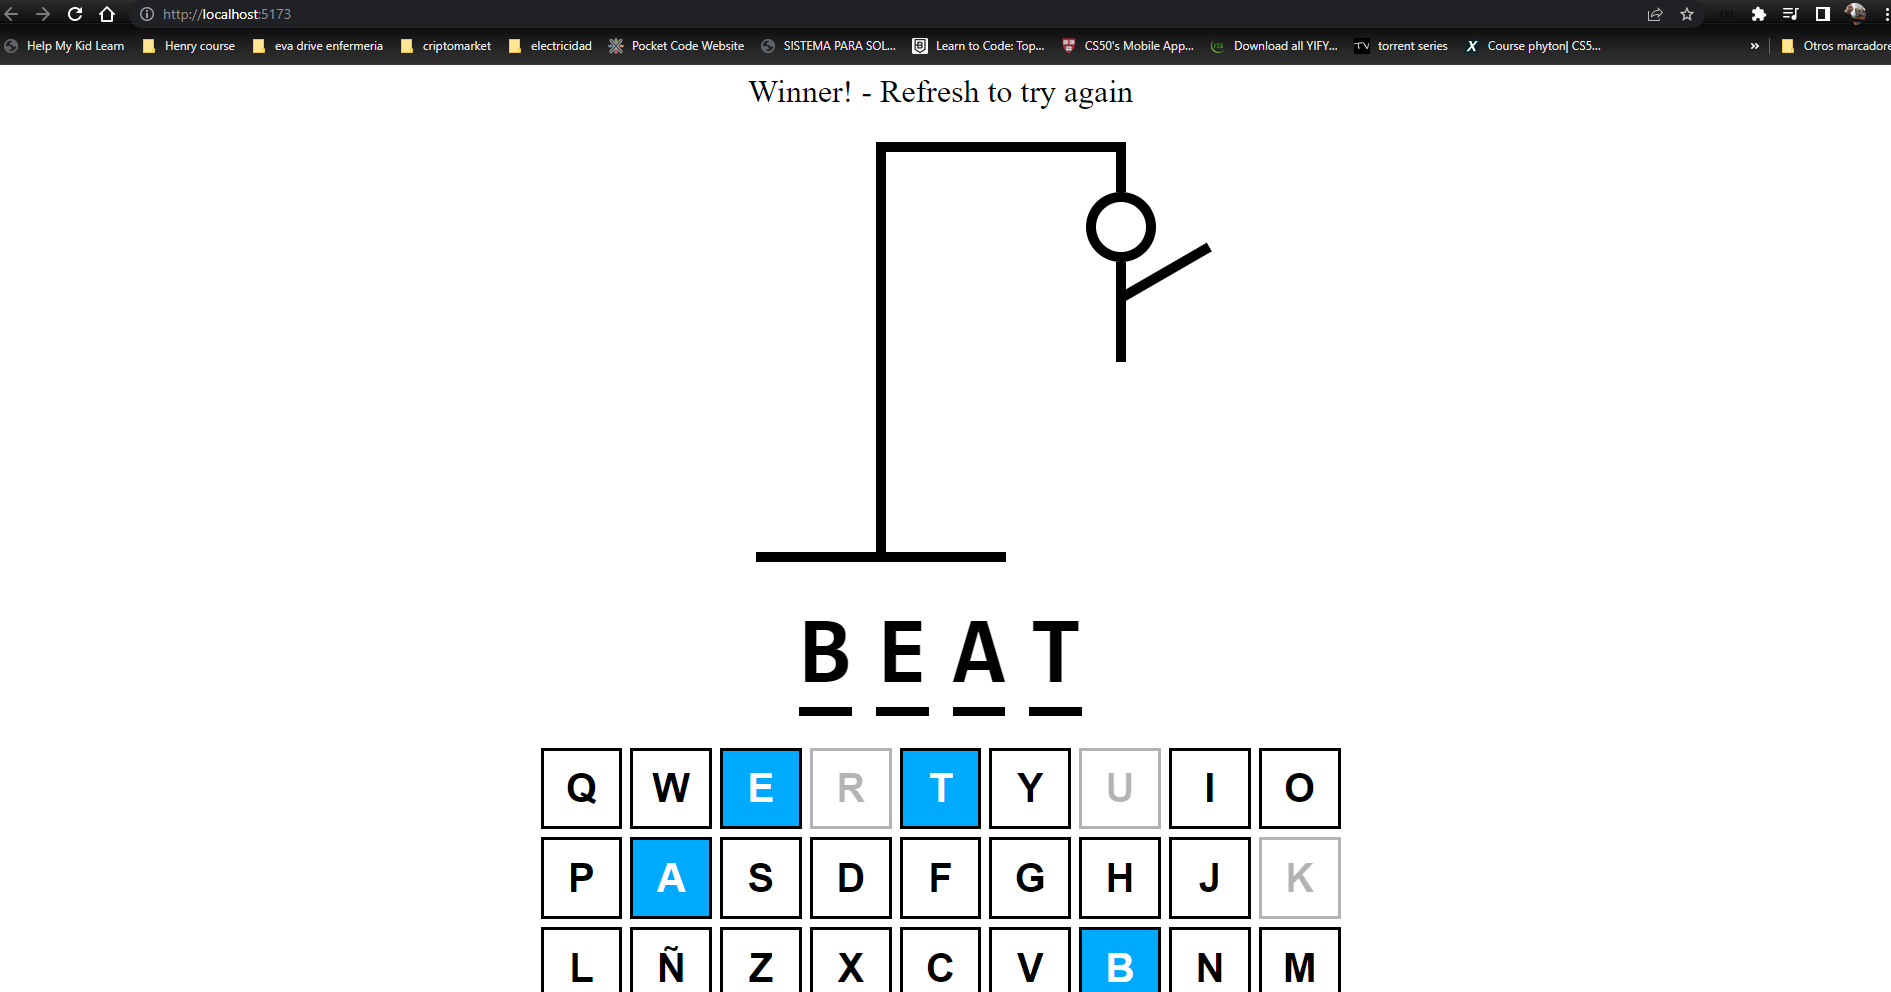 http://localhost:5173
Help My Kid Learn Henry course eva drive enfermeria criptomarket electricidad Pocket Code Website SISTEMA PARA SOL... Learn to Code: Top... CS50's Mobile App... Download all YIFY... torrent series Course phyton| CS5... » Otros marcadore
Winner! - Refresh to try again
B E A T
Q W E R T Y U I O
P A S D F G H J K
L Ñ Z X C V B N M